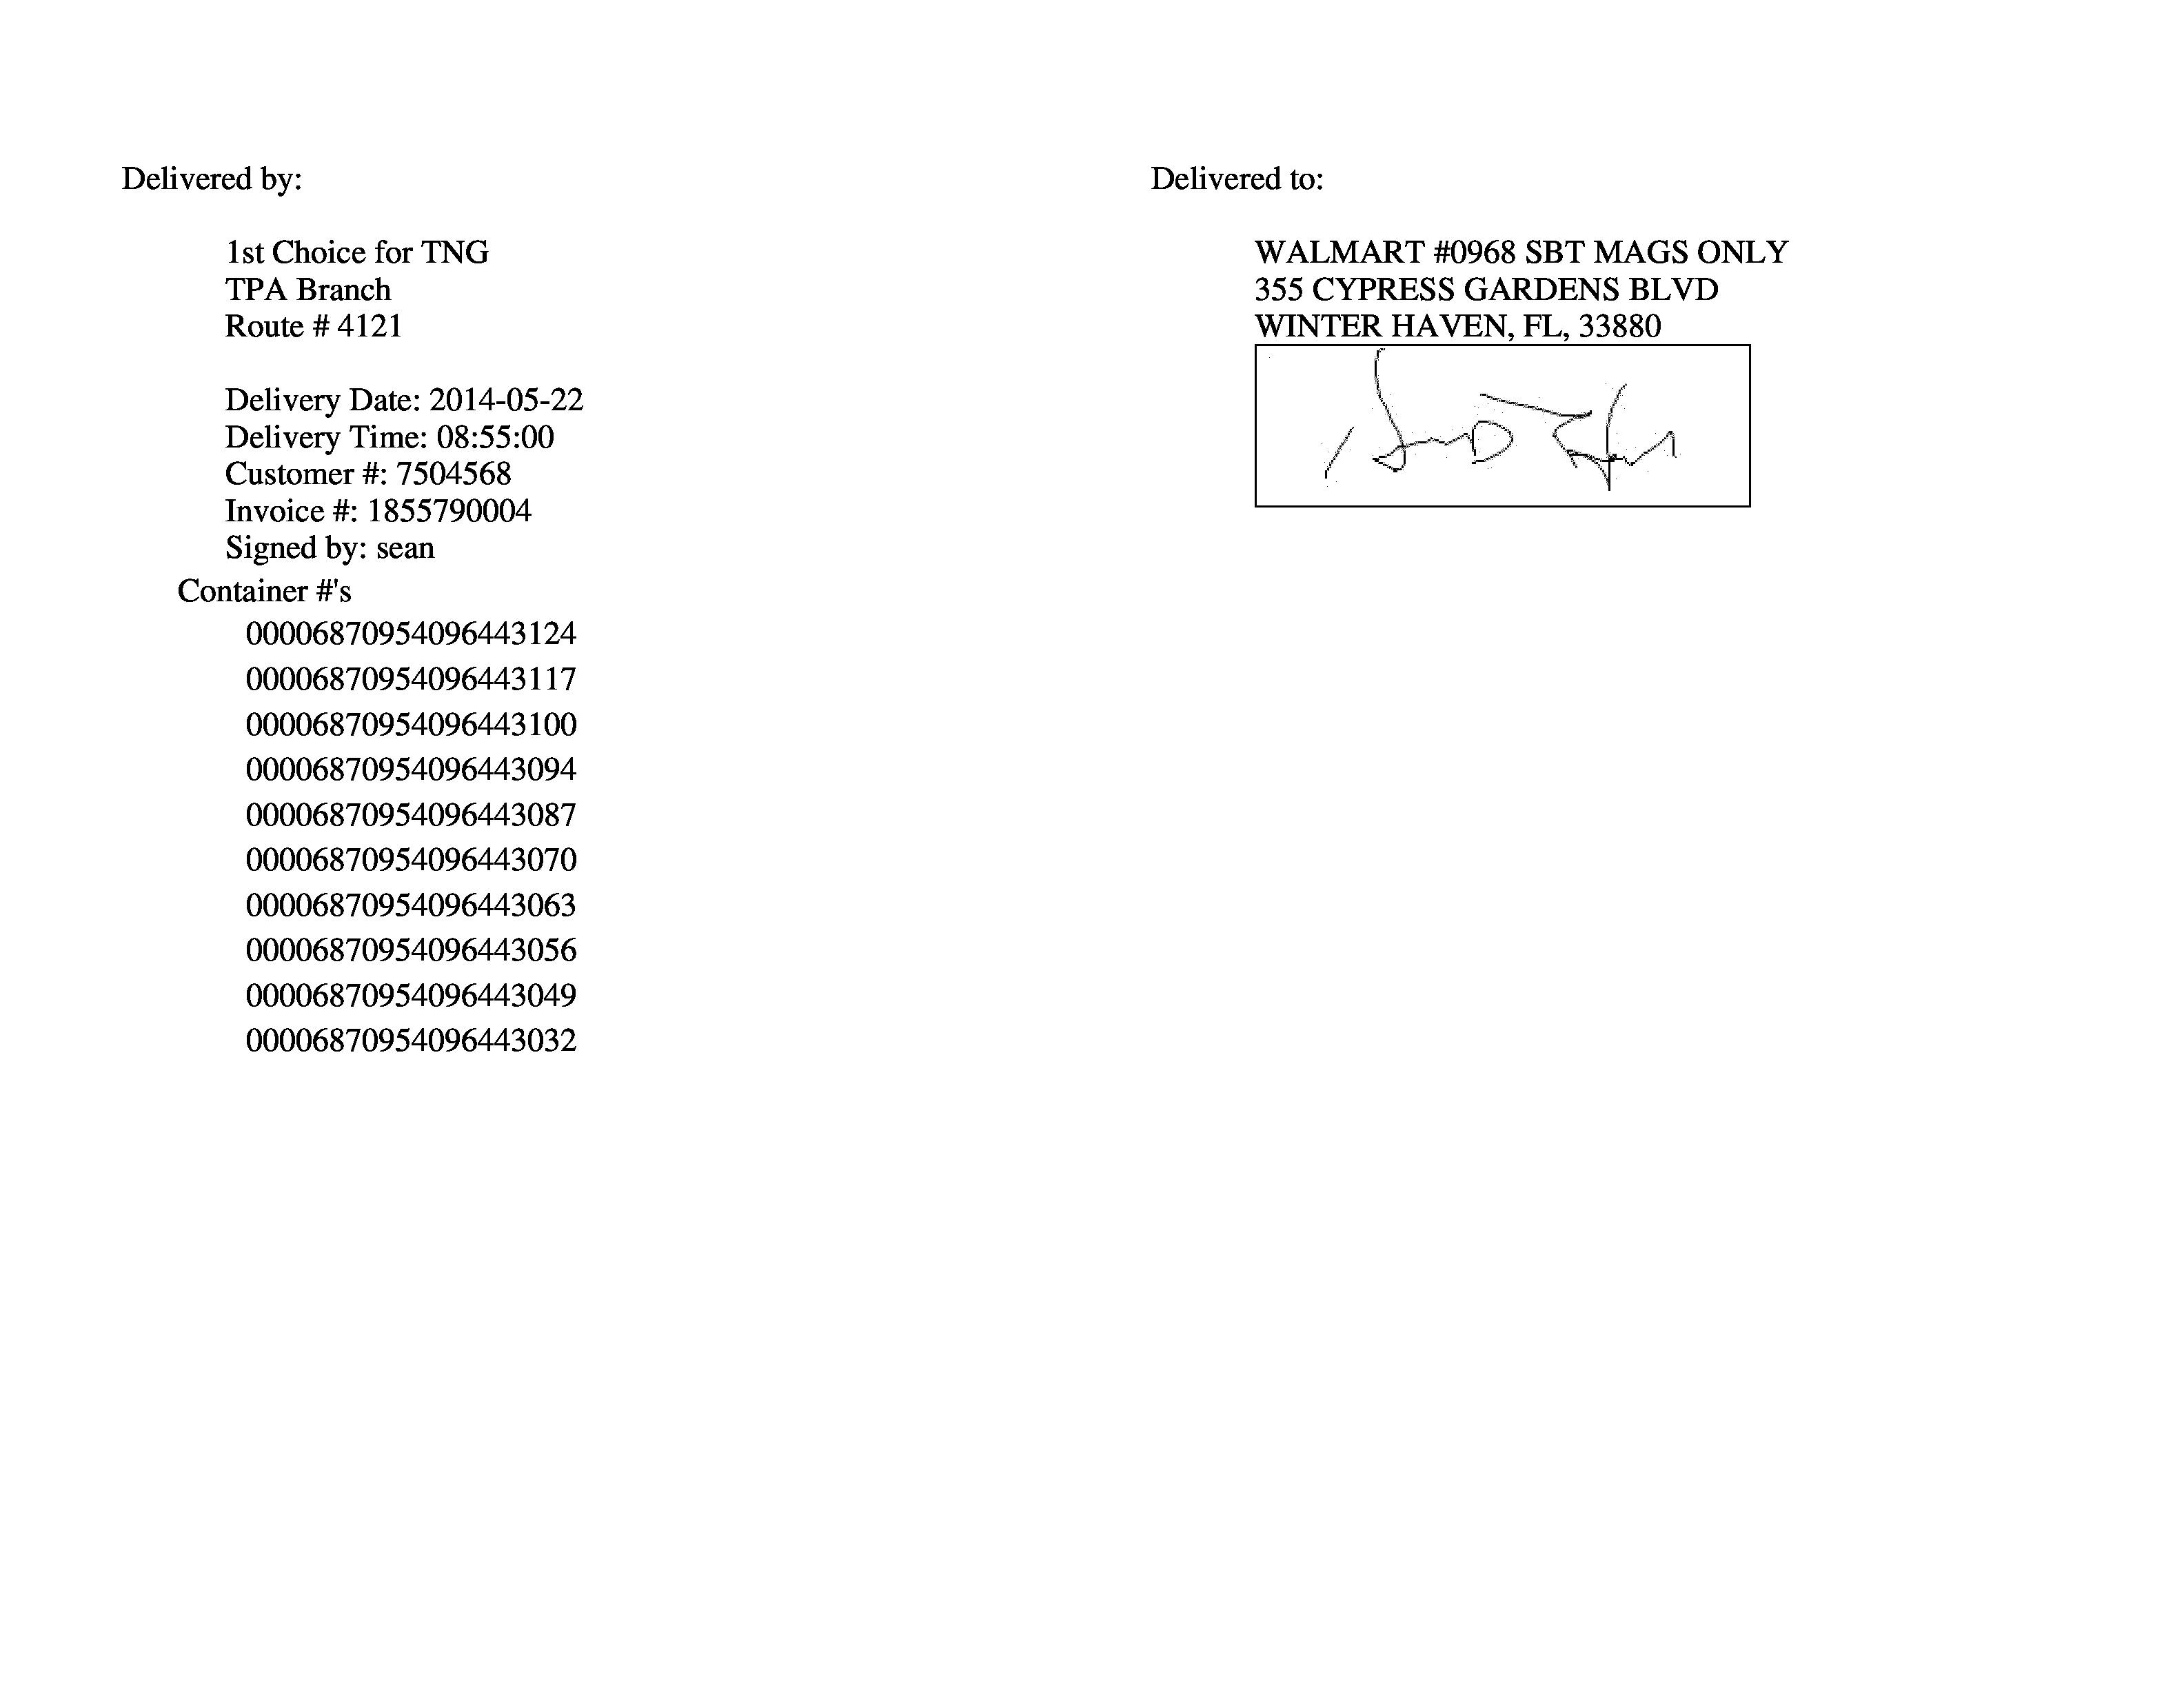 Delivered by:
1st Choice for TNG
TPA Branch
Route # 4121
Delivery Date: 2014-05-22
Delivery Time: 08:55:00
Customer #: 7504568
Invoice #: 1855790004
Signed by: sean
Container #'s
00006870954096443124
00006870954096443117
00006870954096443100
00006870954096443094
00006870954096443087
00006870954096443070
00006870954096443063
00006870954096443056
00006870954096443049
00006870954096443032
Delivered to:
WALMART #0968 SBT MAGS ONLY
355 CYPRESS GARDENS BLVD
WINTER HAVEN, FL, 33880